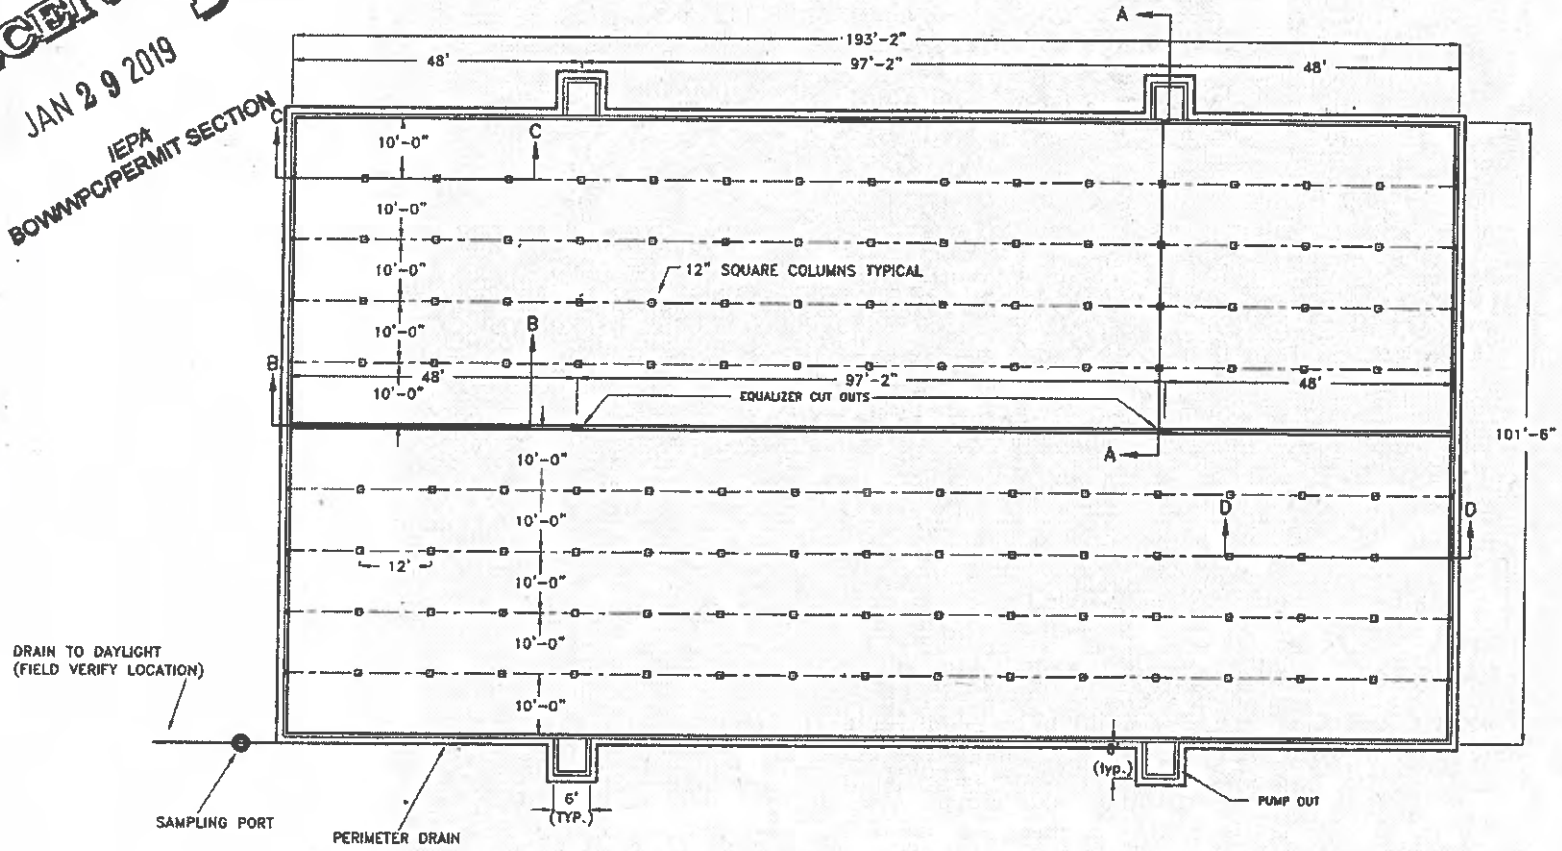 JAN 29 2019
IEPA
BOW/WPC/PERMIT SECTION
A
193'-2"
48'
97'-2"
48'
C
C
10'-0"
10'-0"
12" SQUARE COLUMNS TYPICAL
10'-0"
B
10'-0"
B
48'
97'-2"
48'
10'-0"
EQUALIZER CUT OUTS
101'-6"
A
10'-0"
D
D
10'-0"
12'
10'-0"
10'-0"
DRAIN TO DAYLIGHT
(FIELD VERIFY LOCATION)
10'-0"
6'
(typ.)
6'
(TYP.)
PUMP OUT
SAMPLING PORT
PERIMETER DRAIN